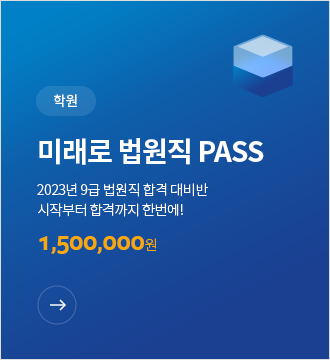 학원
미래로 법원직 PASS
2023년 9급 법원직 합격 대비반
시작부터 합격까지 한번에!
1,500,000원